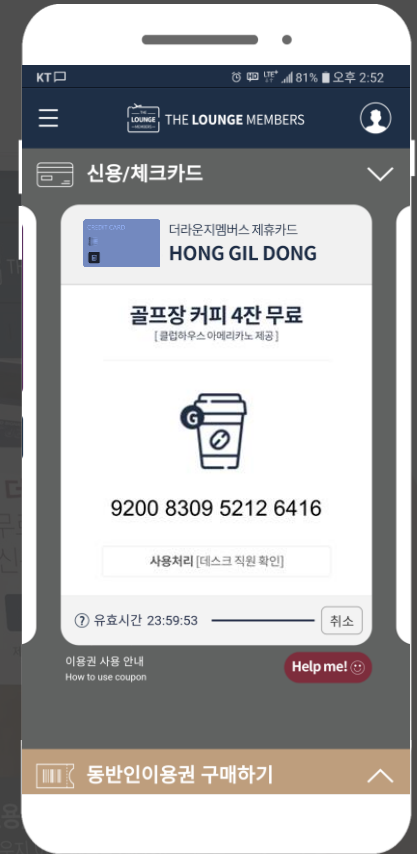 KT
LTE+ 81% 오후 2:52
THE LOUNGE MEMBERS
THE LOUNGE MEMBERS
신용/체크카드
CREDIT CARD
더라운지멤버스 제휴카드
HONG GIL DONG
골프장 커피 4잔 무료
[ 클럽하우스 아메리카노 제공 ]
G
9200 8309 5212 6416
사용처리 [데스크 직원 확인]
? 유효시간 23:59:53 취소
이용권 사용 안내
How to use coupon
Help me!
동반인이용권 구매하기